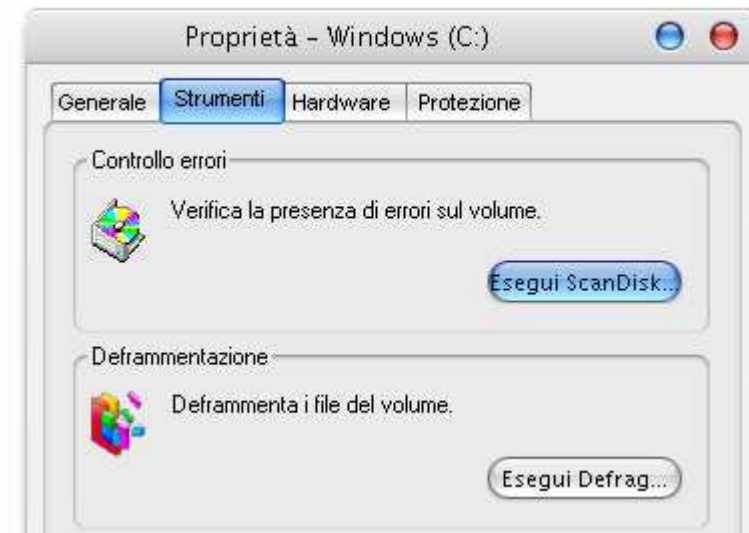 Proprietà – Windows (C:)
Generale Strumenti Hardware Protezione
Controllo errori
Verifica la presenza di errori sul volume.
Esegui ScanDisk...
Deframmentazione
Deframmenta i file del volume.
Esegui Defrag...